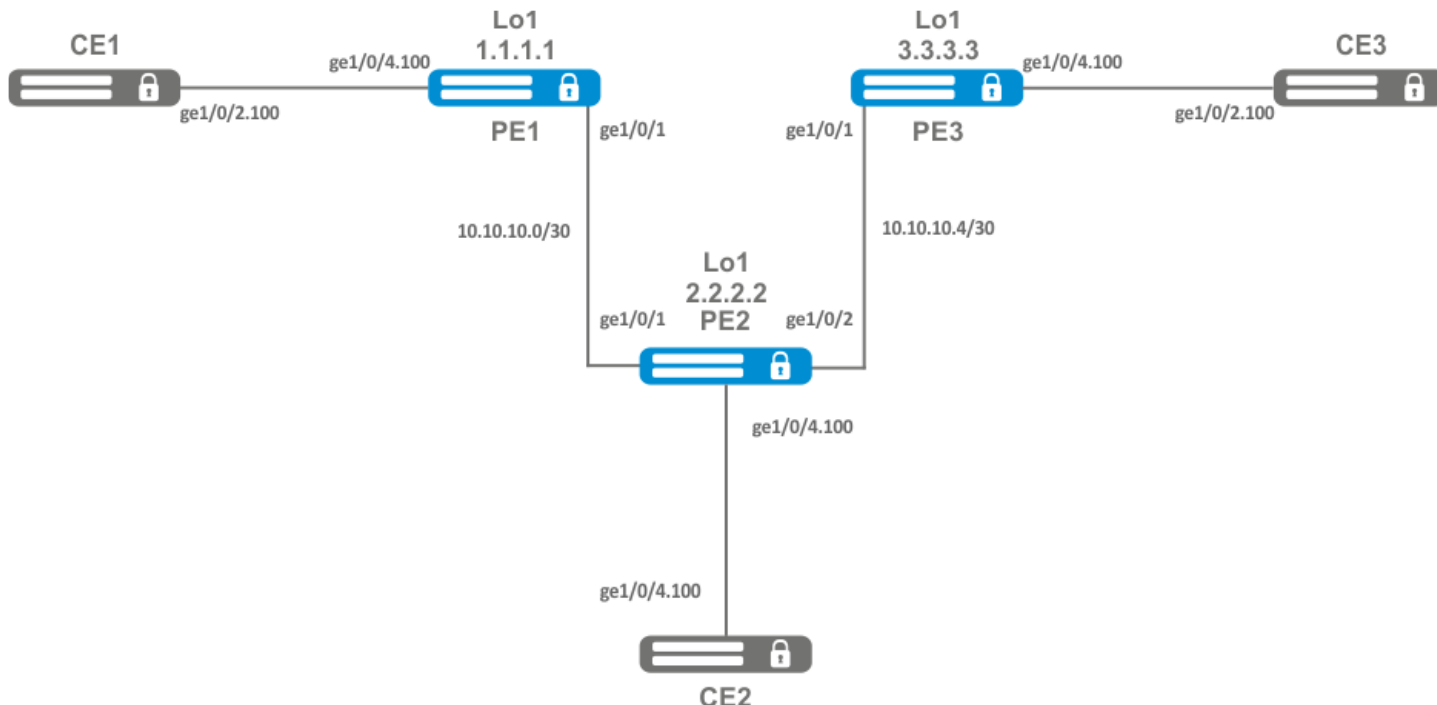 Lo1
1.1.1.1
Lo1
3.3.3.3
CE1
CE3
ge1/0/4.100
ge1/0/4.100
ge1/0/2.100
ge1/0/2.100
PE1
PE3
ge1/0/1
ge1/0/1
10.10.10.0/30
10.10.10.4/30
Lo1
2.2.2.2
PE2
ge1/0/1
ge1/0/2
ge1/0/4.100
ge1/0/4.100
CE2